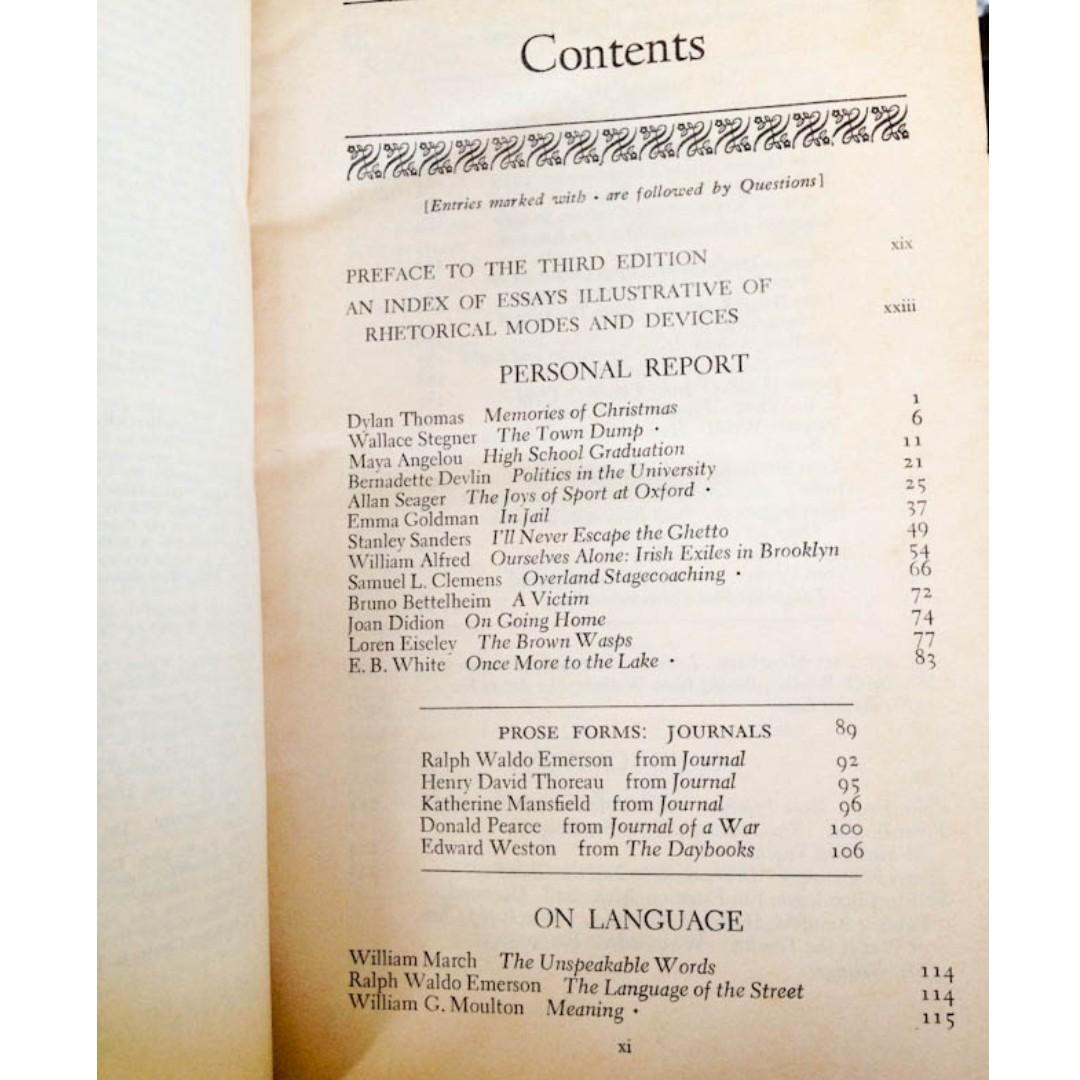 Contents
[Entries marked with • are followed by Questions]
PREFACE TO THE THIRD EDITION xix
AN INDEX OF ESSAYS ILLUSTRATIVE OF
RHETORICAL MODES AND DEVICES xxiii
PERSONAL REPORT
Dylan Thomas Memories of Christmas 1
Wallace Stegner The Town Dump • 6
Maya Angelou High School Graduation 11
Bernadette Devlin Politics in the University 21
Allan Seager The Joys of Sport at Oxford • 25
Emma Goldman In Jail 37
Stanley Sanders I'll Never Escape the Ghetto 49
William Alfred Ourselves Alone: Irish Exiles in Brooklyn 54
Samuel L. Clemens Overland Stagecoaching • 66
Bruno Bettelheim A Victim 72
Joan Didion On Going Home 74
Loren Eiseley The Brown Wasps 77
E. B. White Once More to the Lake • 83
PROSE FORMS: JOURNALS 89
Ralph Waldo Emerson from Journal 92
Henry David Thoreau from Journal 95
Katherine Mansfield from Journal 96
Donald Pearce from Journal of a War 100
Edward Weston from The Daybooks 106
ON LANGUAGE
William March The Unspeakable Words 114
Ralph Waldo Emerson The Language of the Street 114
William G. Moulton Meaning • 115
xi